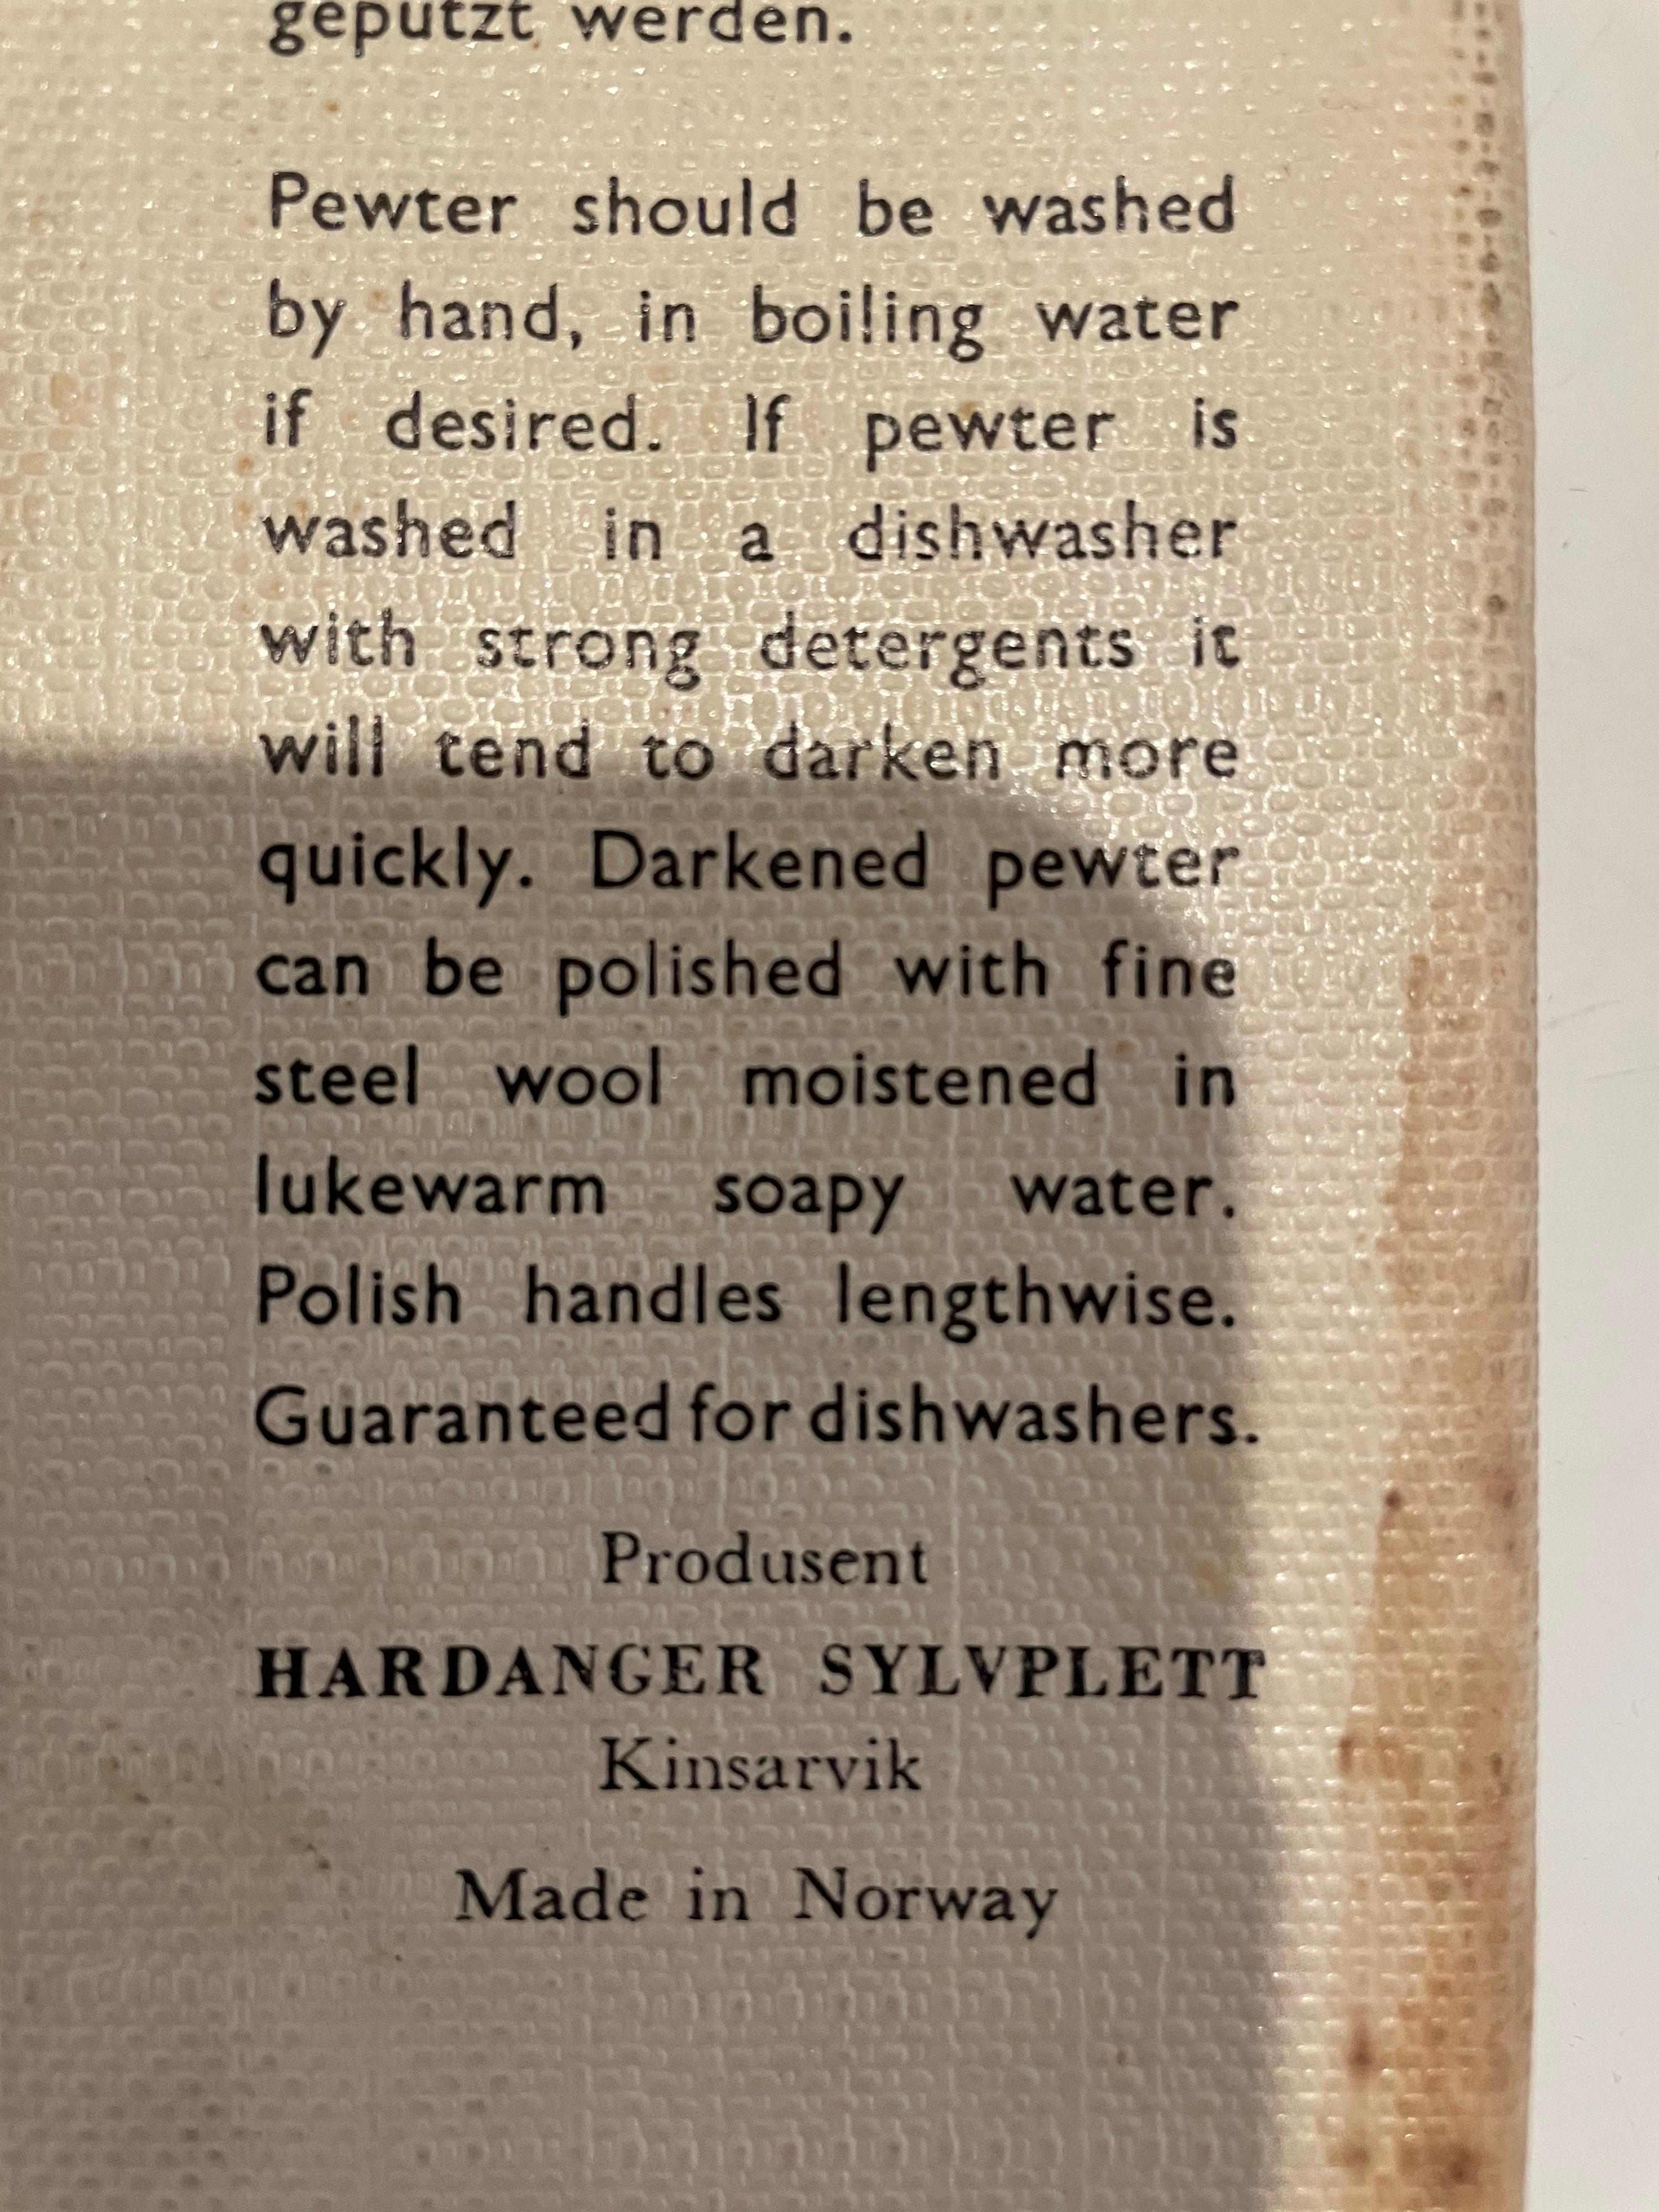 geputzt werden.
Pewter should be washed
by hand, in boiling water
if desired. If pewter is
washed in a dishwasher
with strong detergents it
will tend to darken more
quickly. Darkened pewter
can be polished with fine
steel wool moistened in
lukewarm soapy water.
Polish handles lengthwise.
Guaranteed for dishwashers.
Produsent
HARDANGER SYLVPLETT
Kinsarvik
Made in Norway